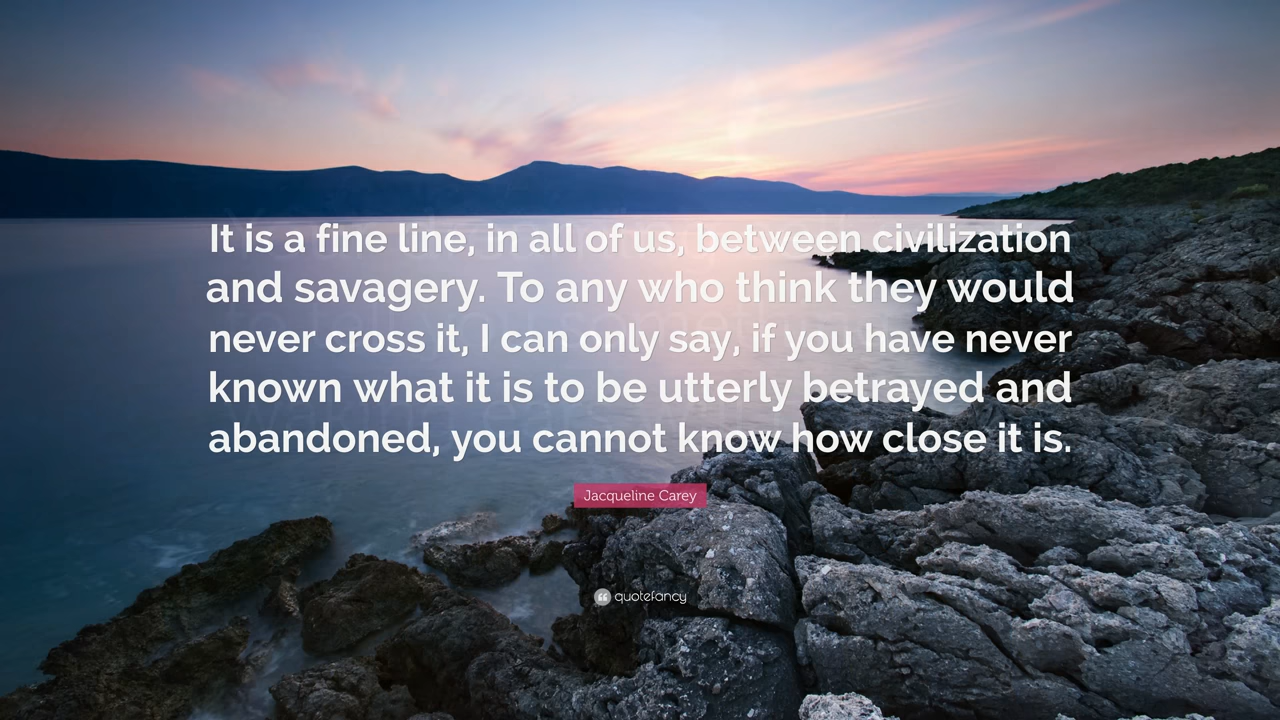 It is a fine line, in all of us, between civilization
and savagery. To any who think they would
never cross it, I can only say, if you have never
known what it is to be utterly betrayed and
abandoned, you cannot know how close it is.
Jacqueline Carey
quotefancy